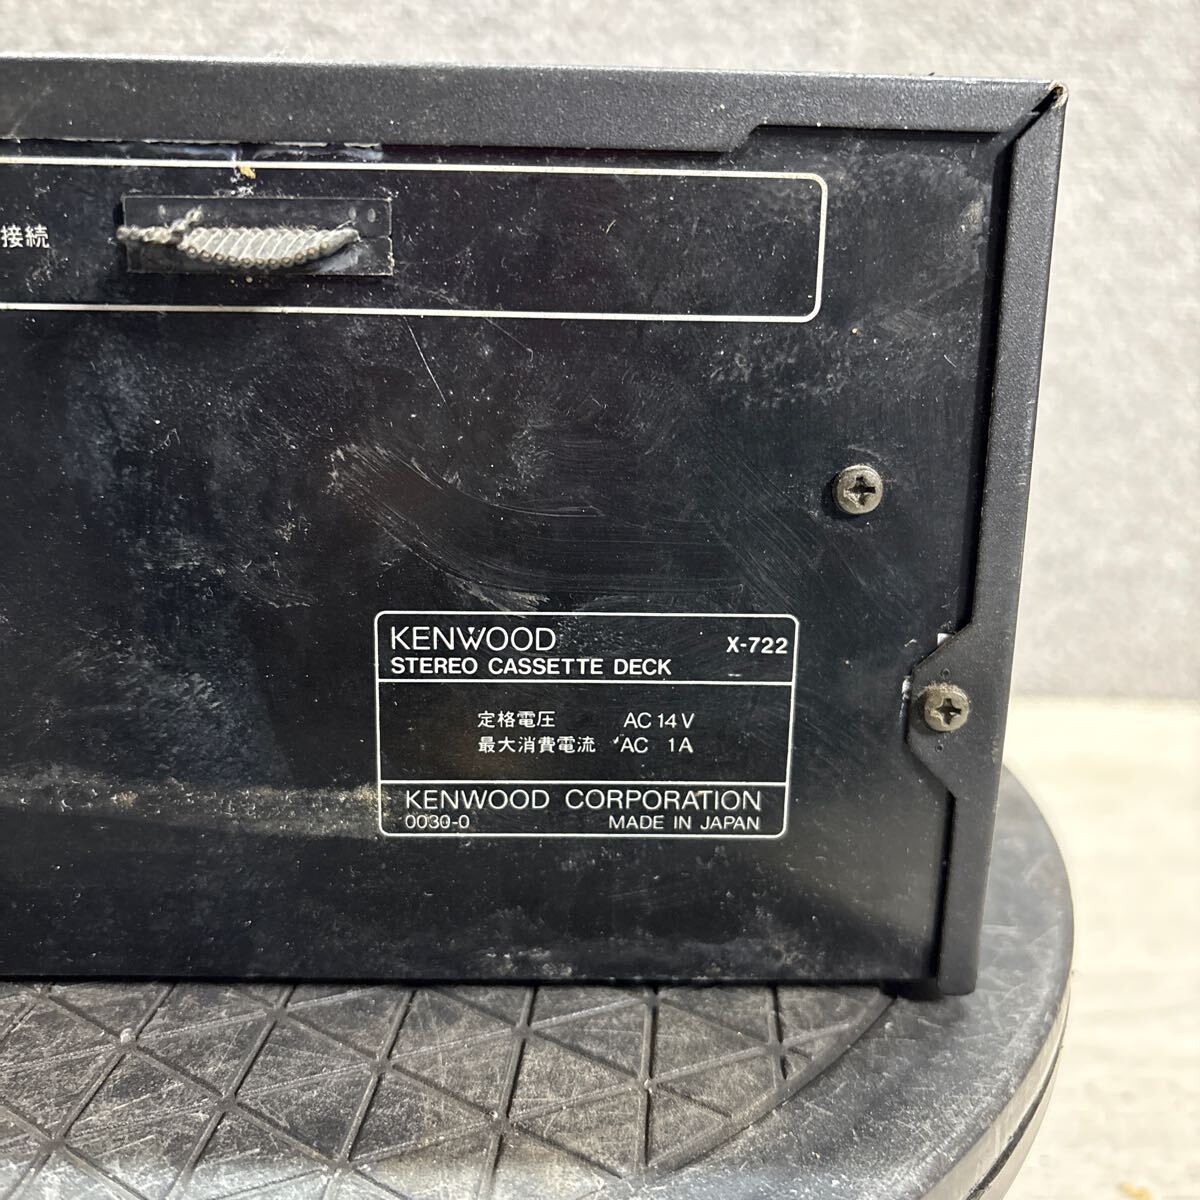 接続
KENWOOD X-722
STEREO CASSETTE DECK
定格電圧 AC 14 V
最大消費電流 AC 1 A
KENWOOD CORPORATION
0030-0 MADE IN JAPAN